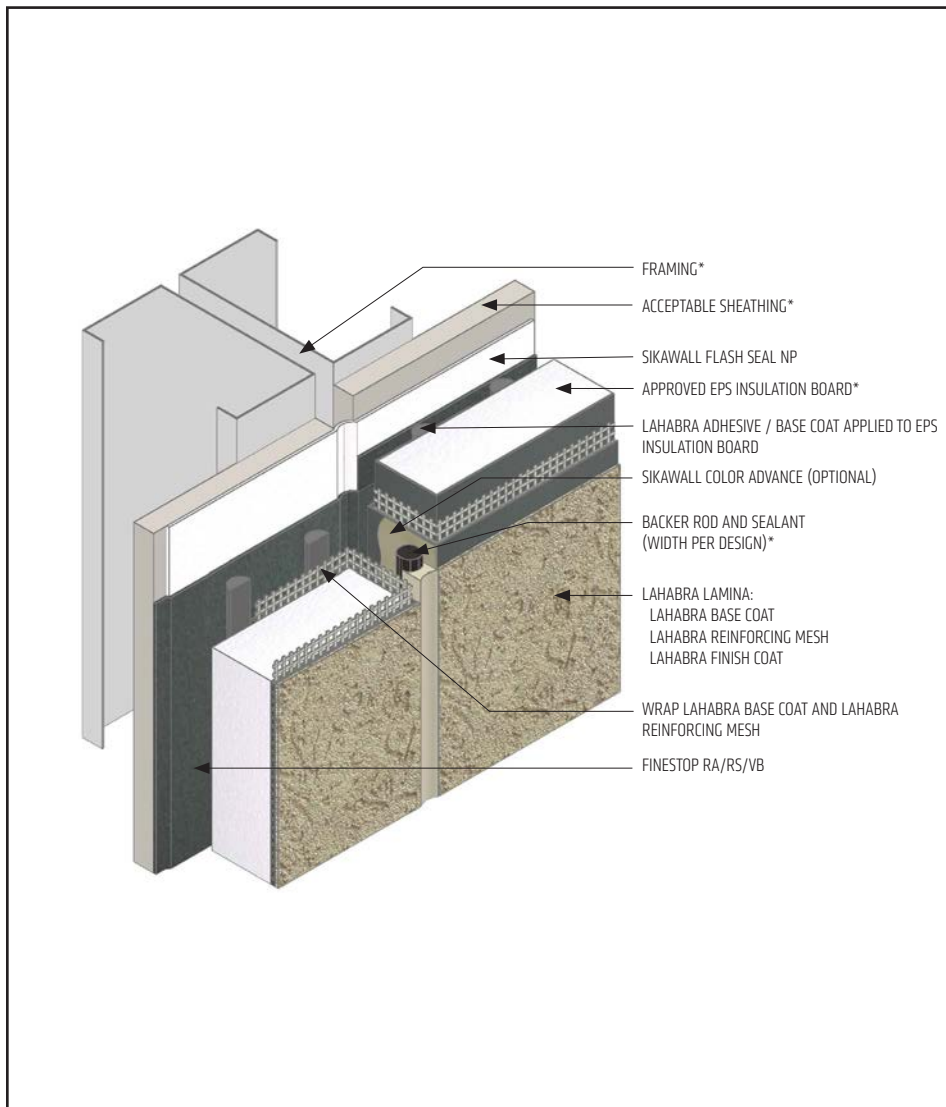 FRAMING*
ACCEPTABLE SHEATHING*
SIKAWALL FLASH SEAL NP
APPROVED EPS INSULATION BOARD*
LAHABRA ADHESIVE / BASE COAT APPLIED TO EPS
INSULATION BOARD
SIKAWALL COLOR ADVANCE (OPTIONAL)
BACKER ROD AND SEALANT
(WIDTH PER DESIGN)*
LAHABRA LAMINA:
LAHABRA BASE COAT
LAHABRA REINFORCING MESH
LAHABRA FINISH COAT
WRAP LAHABRA BASE COAT AND LAHABRA
REINFORCING MESH
FINESTOP RA/RS/VB